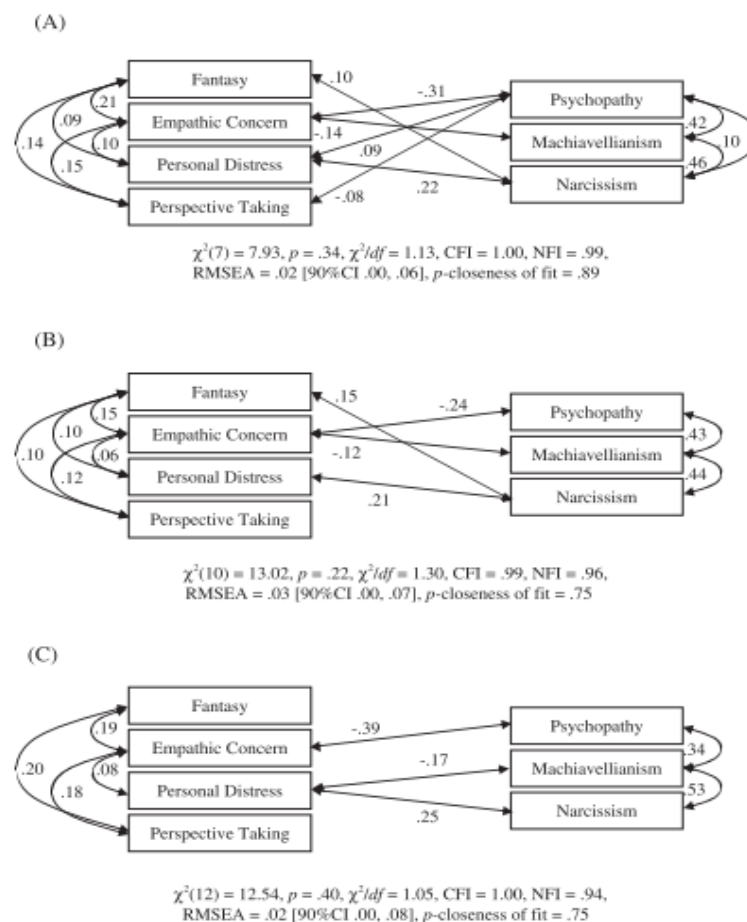 (A)
Fantasy
Empathic Concern
Personal Distress
Perspective Taking
Psychopathy
Machiavellianism
Narcissism
.21
.09
.14
.10
.15
.10
-.31
-.14
.09
.22
-.08
.42
10
.46
χ²(7) = 7.93, p = .34, χ²/df = 1.13, CFI = 1.00, NFI = .99,
RMSEA = .02 [90%CI .00, .06], p-closeness of fit = .89
(B)
Fantasy
Empathic Concern
Personal Distress
Perspective Taking
Psychopathy
Machiavellianism
Narcissism
.15
.10
.10
.06
.12
.15
-.24
-.12
.21
.43
.44
χ²(10) = 13.02, p = .22, χ²/df = 1.30, CFI = .99, NFI = .96,
RMSEA = .03 [90%CI .00, .07], p-closeness of fit = .75
(C)
Fantasy
Empathic Concern
Personal Distress
Perspective Taking
Psychopathy
Machiavellianism
Narcissism
.19
.20
.08
.18
-.39
-.17
.25
.34
.53
χ²(12) = 12.54, p = .40, χ²/df = 1.05, CFI = 1.00, NFI = .94,
RMSEA = .02 [90%CI .00, .08], p-closeness of fit = .75